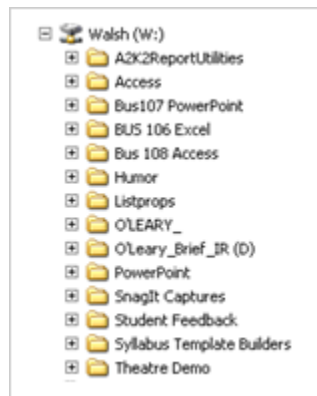 Walsh (W:)
A2K2ReportUtilities
Access
Bus107 PowerPoint
BUS 106 Excel
Bus 108 Access
Humor
Listprops
O'LEARY_
O'Leary_Brief_IR (D)
PowerPoint
SnagIt Captures
Student Feedback
Syllabus Template Builders
Theatre Demo